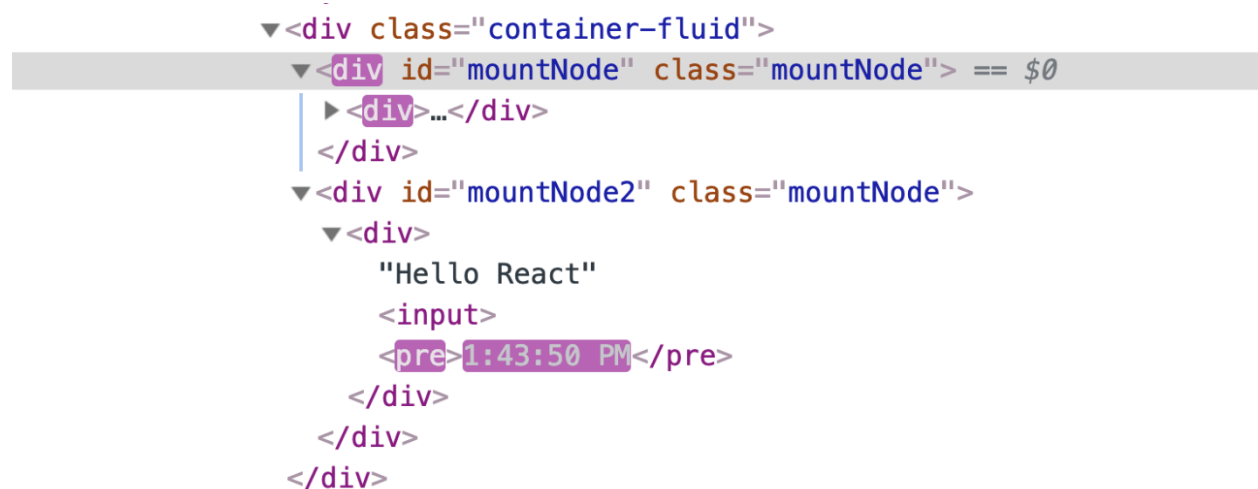 <div class="container-fluid">
<div id="mountNode" class="mountNode"> == $0
<div>…</div>
</div>
<div id="mountNode2" class="mountNode">
<div>
"Hello React"
<input>
<pre>1:43:50 PM</pre>
</div>
</div>
</div>